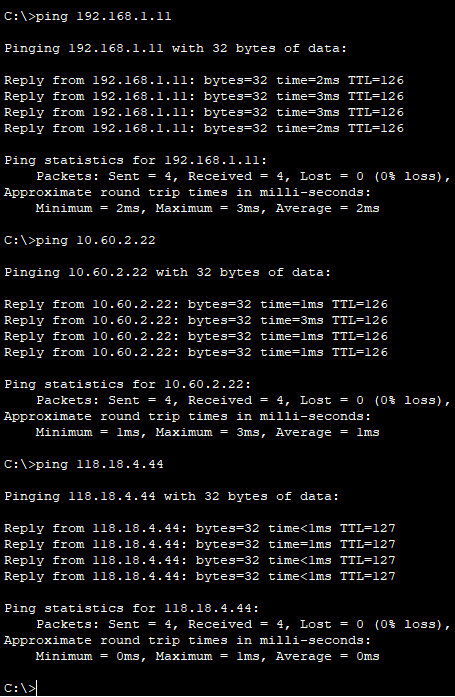 C:\>ping 192.168.1.11
Pinging 192.168.1.11 with 32 bytes of data:
Reply from 192.168.1.11: bytes=32 time=2ms TTL=126
Reply from 192.168.1.11: bytes=32 time=3ms TTL=126
Reply from 192.168.1.11: bytes=32 time=3ms TTL=126
Reply from 192.168.1.11: bytes=32 time=2ms TTL=126
Ping statistics for 192.168.1.11:
    Packets: Sent = 4, Received = 4, Lost = 0 (0% loss),
Approximate round trip times in milli-seconds:
    Minimum = 2ms, Maximum = 3ms, Average = 2ms
C:\>ping 10.60.2.22
Pinging 10.60.2.22 with 32 bytes of data:
Reply from 10.60.2.22: bytes=32 time=1ms TTL=126
Reply from 10.60.2.22: bytes=32 time=3ms TTL=126
Reply from 10.60.2.22: bytes=32 time=1ms TTL=126
Reply from 10.60.2.22: bytes=32 time=1ms TTL=126
Ping statistics for 10.60.2.22:
    Packets: Sent = 4, Received = 4, Lost = 0 (0% loss),
Approximate round trip times in milli-seconds:
    Minimum = 1ms, Maximum = 3ms, Average = 1ms
C:\>ping 118.18.4.44
Pinging 118.18.4.44 with 32 bytes of data:
Reply from 118.18.4.44: bytes=32 time<1ms TTL=127
Reply from 118.18.4.44: bytes=32 time=1ms TTL=127
Reply from 118.18.4.44: bytes=32 time<1ms TTL=127
Reply from 118.18.4.44: bytes=32 time<1ms TTL=127
Ping statistics for 118.18.4.44:
    Packets: Sent = 4, Received = 4, Lost = 0 (0% loss),
Approximate round trip times in milli-seconds:
    Minimum = 0ms, Maximum = 1ms, Average = 0ms
C:\>